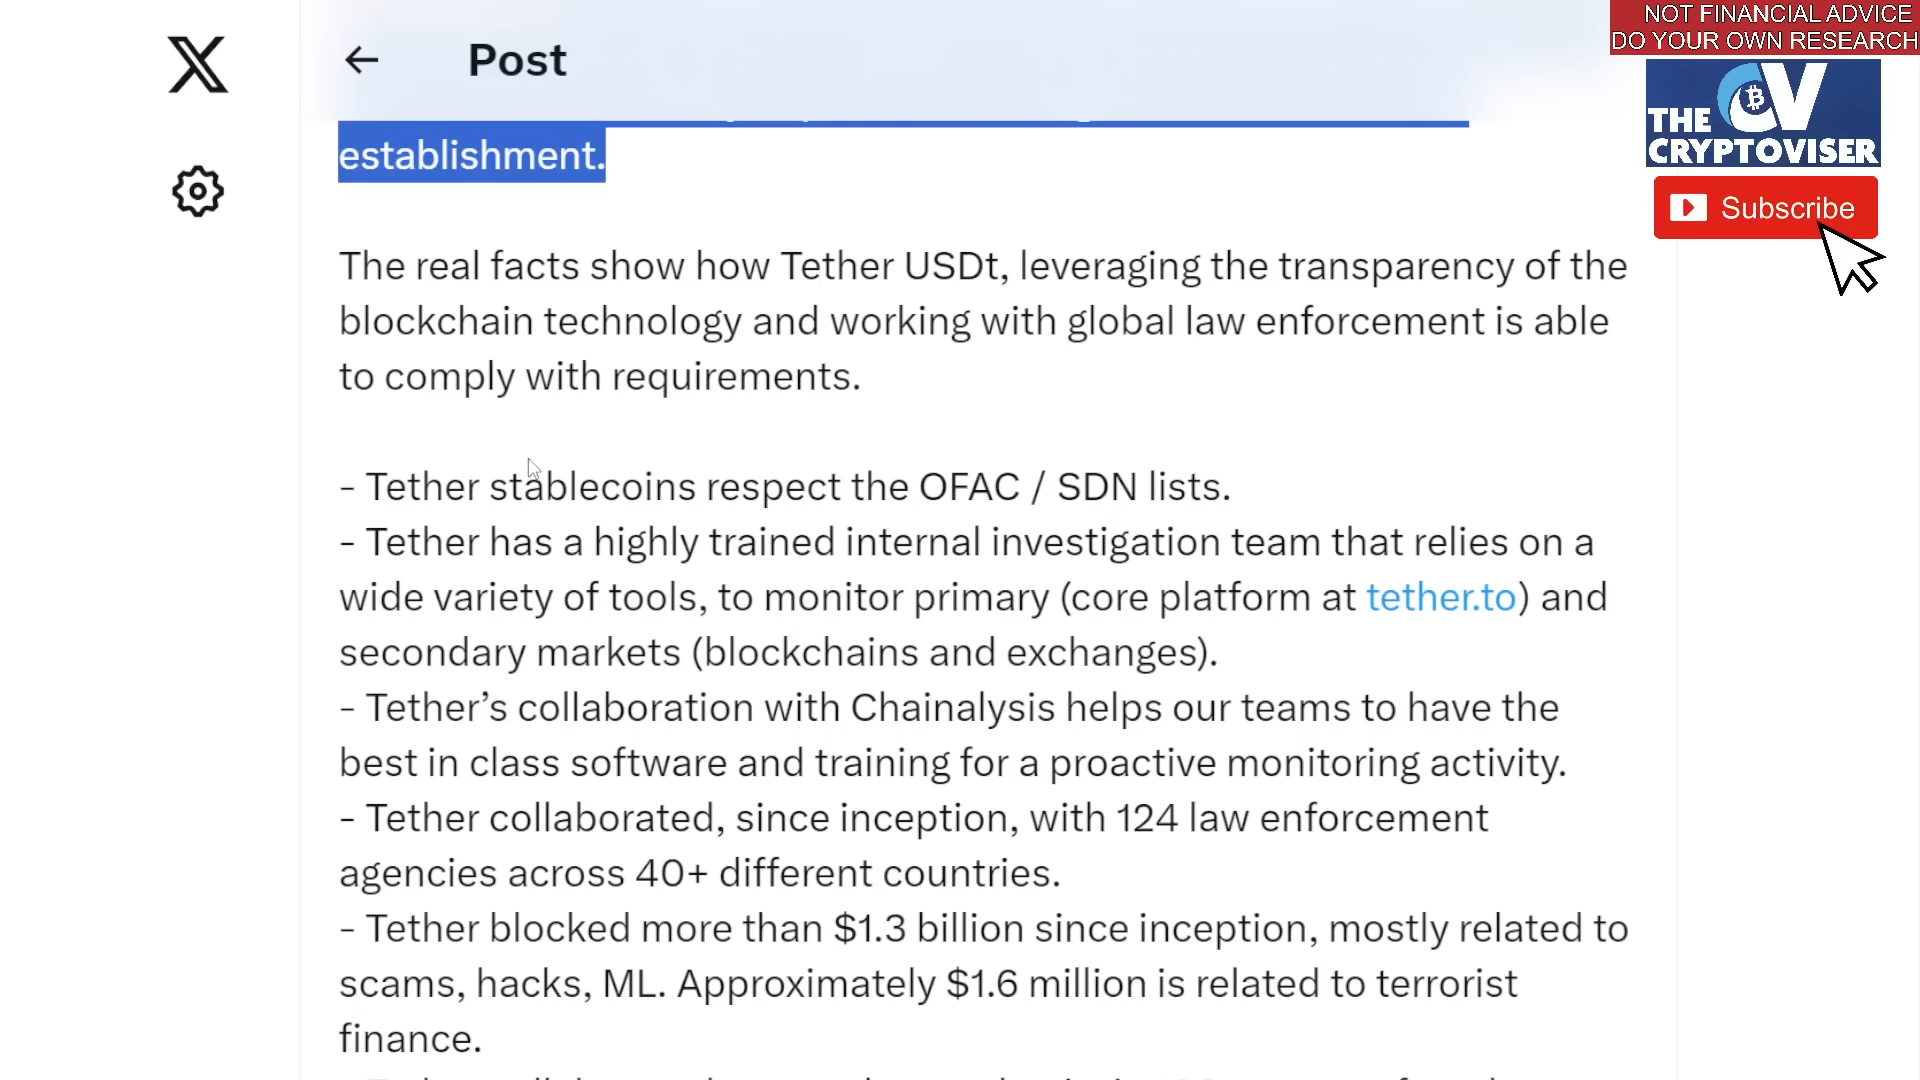 NOT FINANCIAL ADVICE
DO YOUR OWN RESEARCH
Post
THE CV
CRYPTOVISER
Subscribe
establishment.
The real facts show how Tether USDt, leveraging the transparency of the
blockchain technology and working with global law enforcement is able
to comply with requirements.
- Tether stablecoins respect the OFAC / SDN lists.
- Tether has a highly trained internal investigation team that relies on a
wide variety of tools, to monitor primary (core platform at tether.to) and
secondary markets (blockchains and exchanges).
- Tether’s collaboration with Chainalysis helps our teams to have the
best in class software and training for a proactive monitoring activity.
- Tether collaborated, since inception, with 124 law enforcement
agencies across 40+ different countries.
- Tether blocked more than $1.3 billion since inception, mostly related to
scams, hacks, ML. Approximately $1.6 million is related to terrorist
finance.